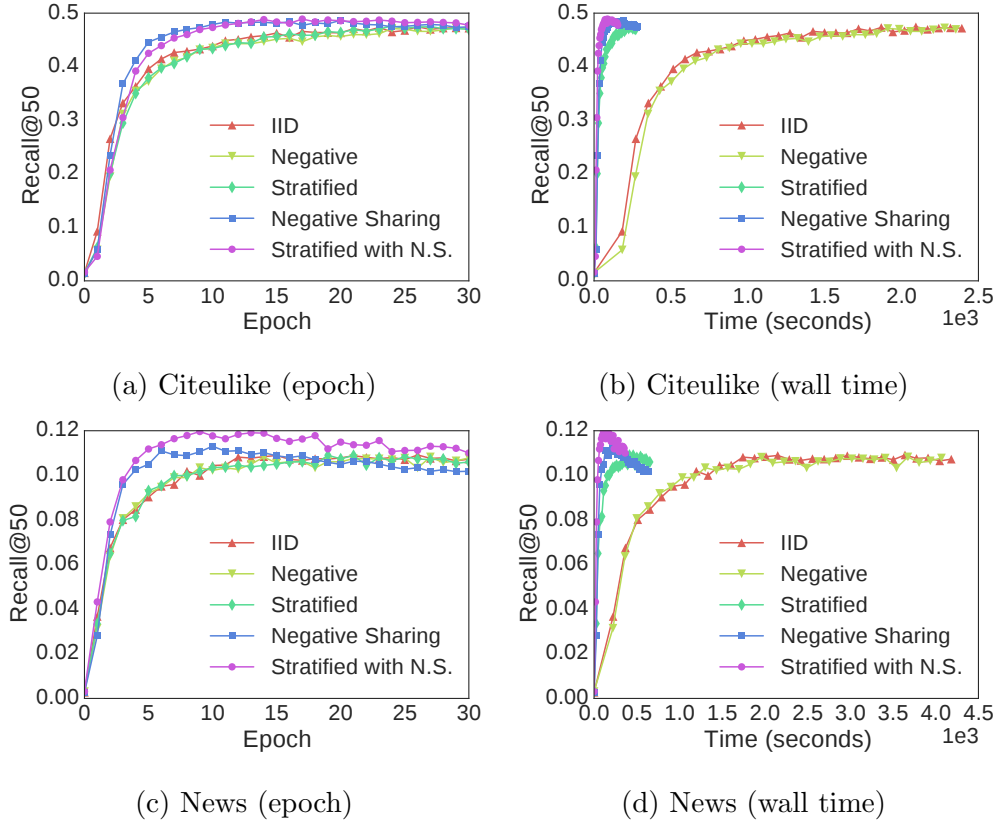 0.5
0.4
0.3
0.2
0.1
0.0
Recall@50
IID
Negative
Stratified
Negative Sharing
Stratified with N.S.
0 5 10 15 20 25 30
Epoch
(a) Citeulike (epoch)
0.5
0.4
0.3
0.2
0.1
0.0
Recall@50
IID
Negative
Stratified
Negative Sharing
Stratified with N.S.
0.0 0.5 1.0 1.5 2.0 2.5
Time (seconds) 1e3
(b) Citeulike (wall time)
0.12
0.10
0.08
0.06
0.04
0.02
0.00
Recall@50
IID
Negative
Stratified
Negative Sharing
Stratified with N.S.
0 5 10 15 20 25 30
Epoch
(c) News (epoch)
0.12
0.10
0.08
0.06
0.04
0.02
0.00
Recall@50
IID
Negative
Stratified
Negative Sharing
Stratified with N.S.
0.0 0.5 1.0 1.5 2.0 2.5 3.0 3.5 4.0 4.5
Time (seconds) 1e3
(d) News (wall time)